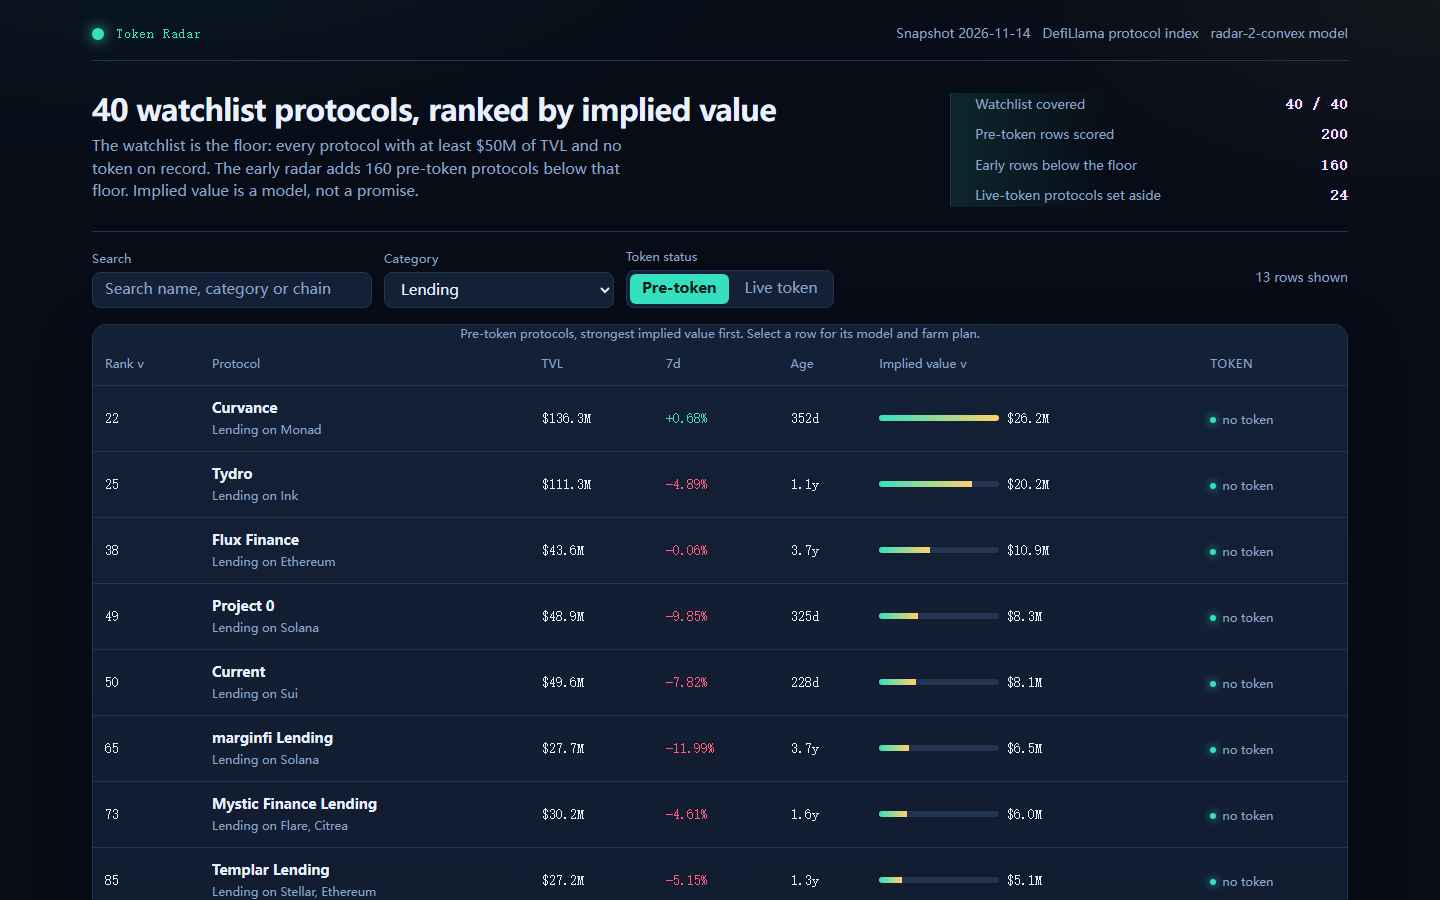 Token Radar
Snapshot 2026-11-14 DefiLlama protocol index radar-2-convex model
40 watchlist protocols, ranked by implied value
The watchlist is the floor: every protocol with at least $50M of TVL and no
token on record. The early radar adds 160 pre-token protocols below that
floor. Implied value is a model, not a promise.
Watchlist covered 40 / 40
Pre-token rows scored 200
Early rows below the floor 160
Live-token protocols set aside 24
Search Category Token status
Search name, category or chain Lending Pre-token Live token 13 rows shown
Pre-token protocols, strongest implied value first. Select a row for its model and farm plan.
Rank v Protocol TVL 7d Age Implied value v TOKEN
22 Curvance $136.3M +0.68% 352d $26.2M no token
Lending on Monad
25 Tydro $111.3M −4.89% 1.1y $20.2M no token
Lending on Ink
38 Flux Finance $43.6M −0.06% 3.7y $10.9M no token
Lending on Ethereum
49 Project 0 $48.9M −9.85% 325d $8.3M no token
Lending on Solana
50 Current $49.6M −7.82% 228d $8.1M no token
Lending on Sui
65 marginfi Lending $27.7M −11.99% 3.7y $6.5M no token
Lending on Solana
73 Mystic Finance Lending $30.2M −4.61% 1.6y $6.0M no token
Lending on Flare, Citrea
85 Templar Lending $27.2M −5.15% 1.3y $5.1M no token
Lending on Stellar, Ethereum